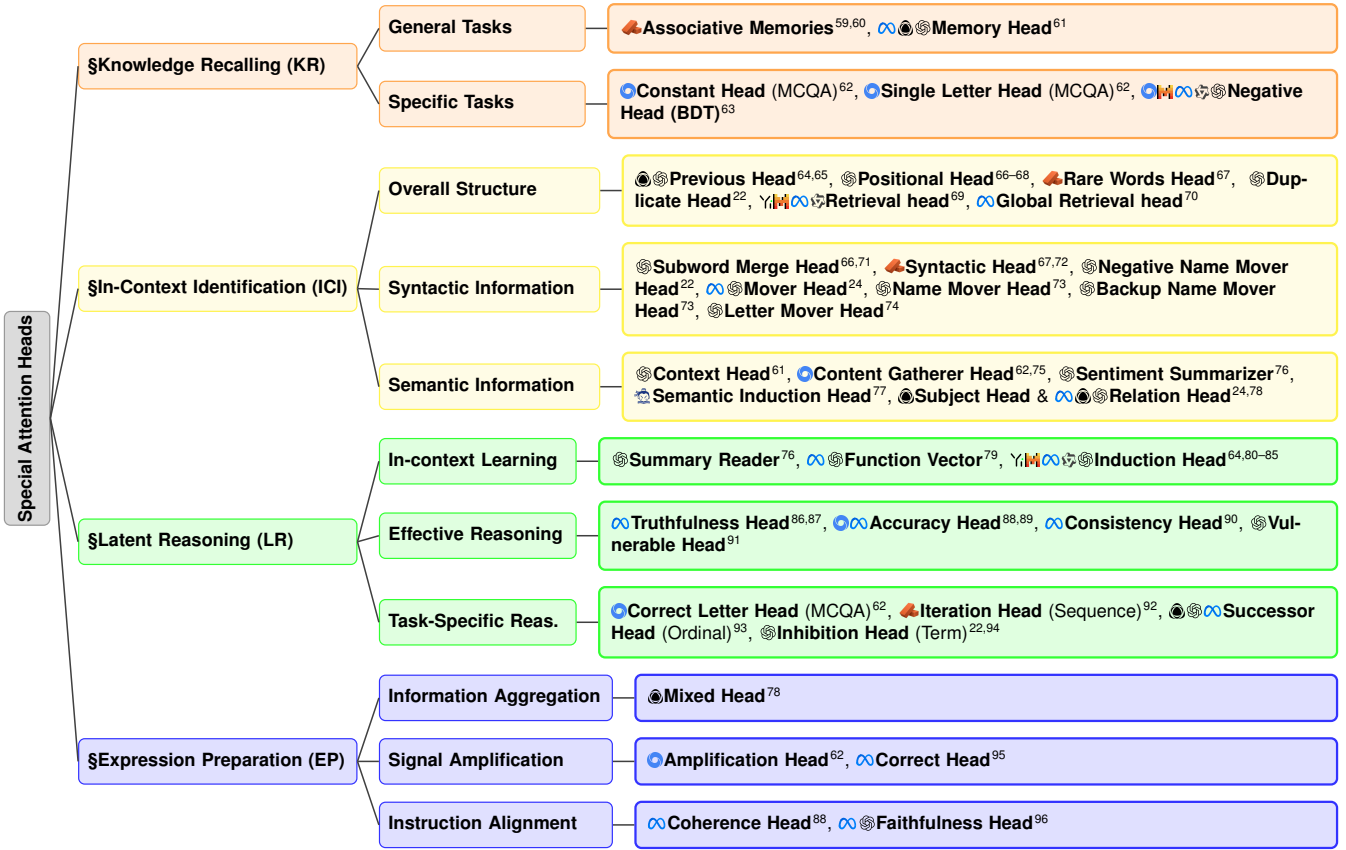 Special Attention Heads
§Knowledge Recalling (KR)
General Tasks
Associative Memories59,60, Memory Head61
Specific Tasks
Constant Head (MCQA)62, Single Letter Head (MCQA)62, Negative
Head (BDT)63
§In-Context Identification (ICI)
Overall Structure
Previous Head64,65, Positional Head66–68, Rare Words Head67, Dup-
licate Head22, Retrieval head69, Global Retrieval head70
Syntactic Information
Subword Merge Head66,71, Syntactic Head67,72, Negative Name Mover
Head22, Mover Head24, Name Mover Head73, Backup Name Mover
Head73, Letter Mover Head74
Semantic Information
Context Head61, Content Gatherer Head62,75, Sentiment Summarizer76,
Semantic Induction Head77, Subject Head & Relation Head24,78
§Latent Reasoning (LR)
In-context Learning
Summary Reader76, Function Vector79, Induction Head64,80–85
Effective Reasoning
Truthfulness Head86,87, Accuracy Head88,89, Consistency Head90, Vul-
nerable Head91
Task-Specific Reas.
Correct Letter Head (MCQA)62, Iteration Head (Sequence)92, Successor
Head (Ordinal)93, Inhibition Head (Term)22,94
§Expression Preparation (EP)
Information Aggregation
Mixed Head78
Signal Amplification
Amplification Head62, Correct Head95
Instruction Alignment
Coherence Head88, Faithfulness Head96